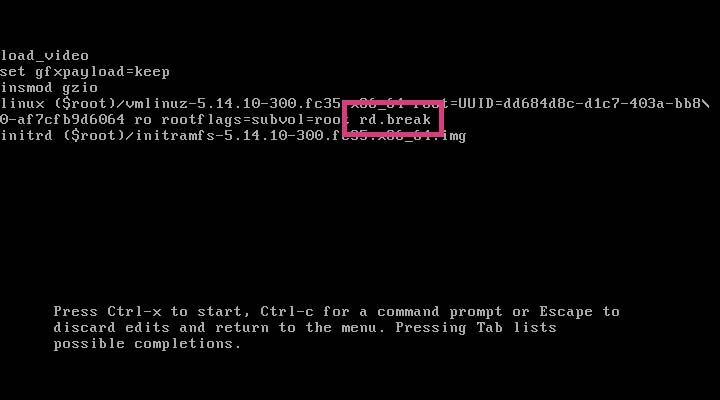 load_video
set gfxpayload=keep
insmod gzio
linux ($root)/vmlinuz-5.14.10-300.fc35.x86_64 root=UUID=dd684d8c-d1c7-403a-bb8\
0-af7cfb9d6064 ro rootflags=subvol=root rd.break
initrd ($root)/initramfs-5.14.10-300.fc35.x86_64.img
Press Ctrl-x to start, Ctrl-c for a command prompt or Escape to
discard edits and return to the menu. Pressing Tab lists
possible completions.